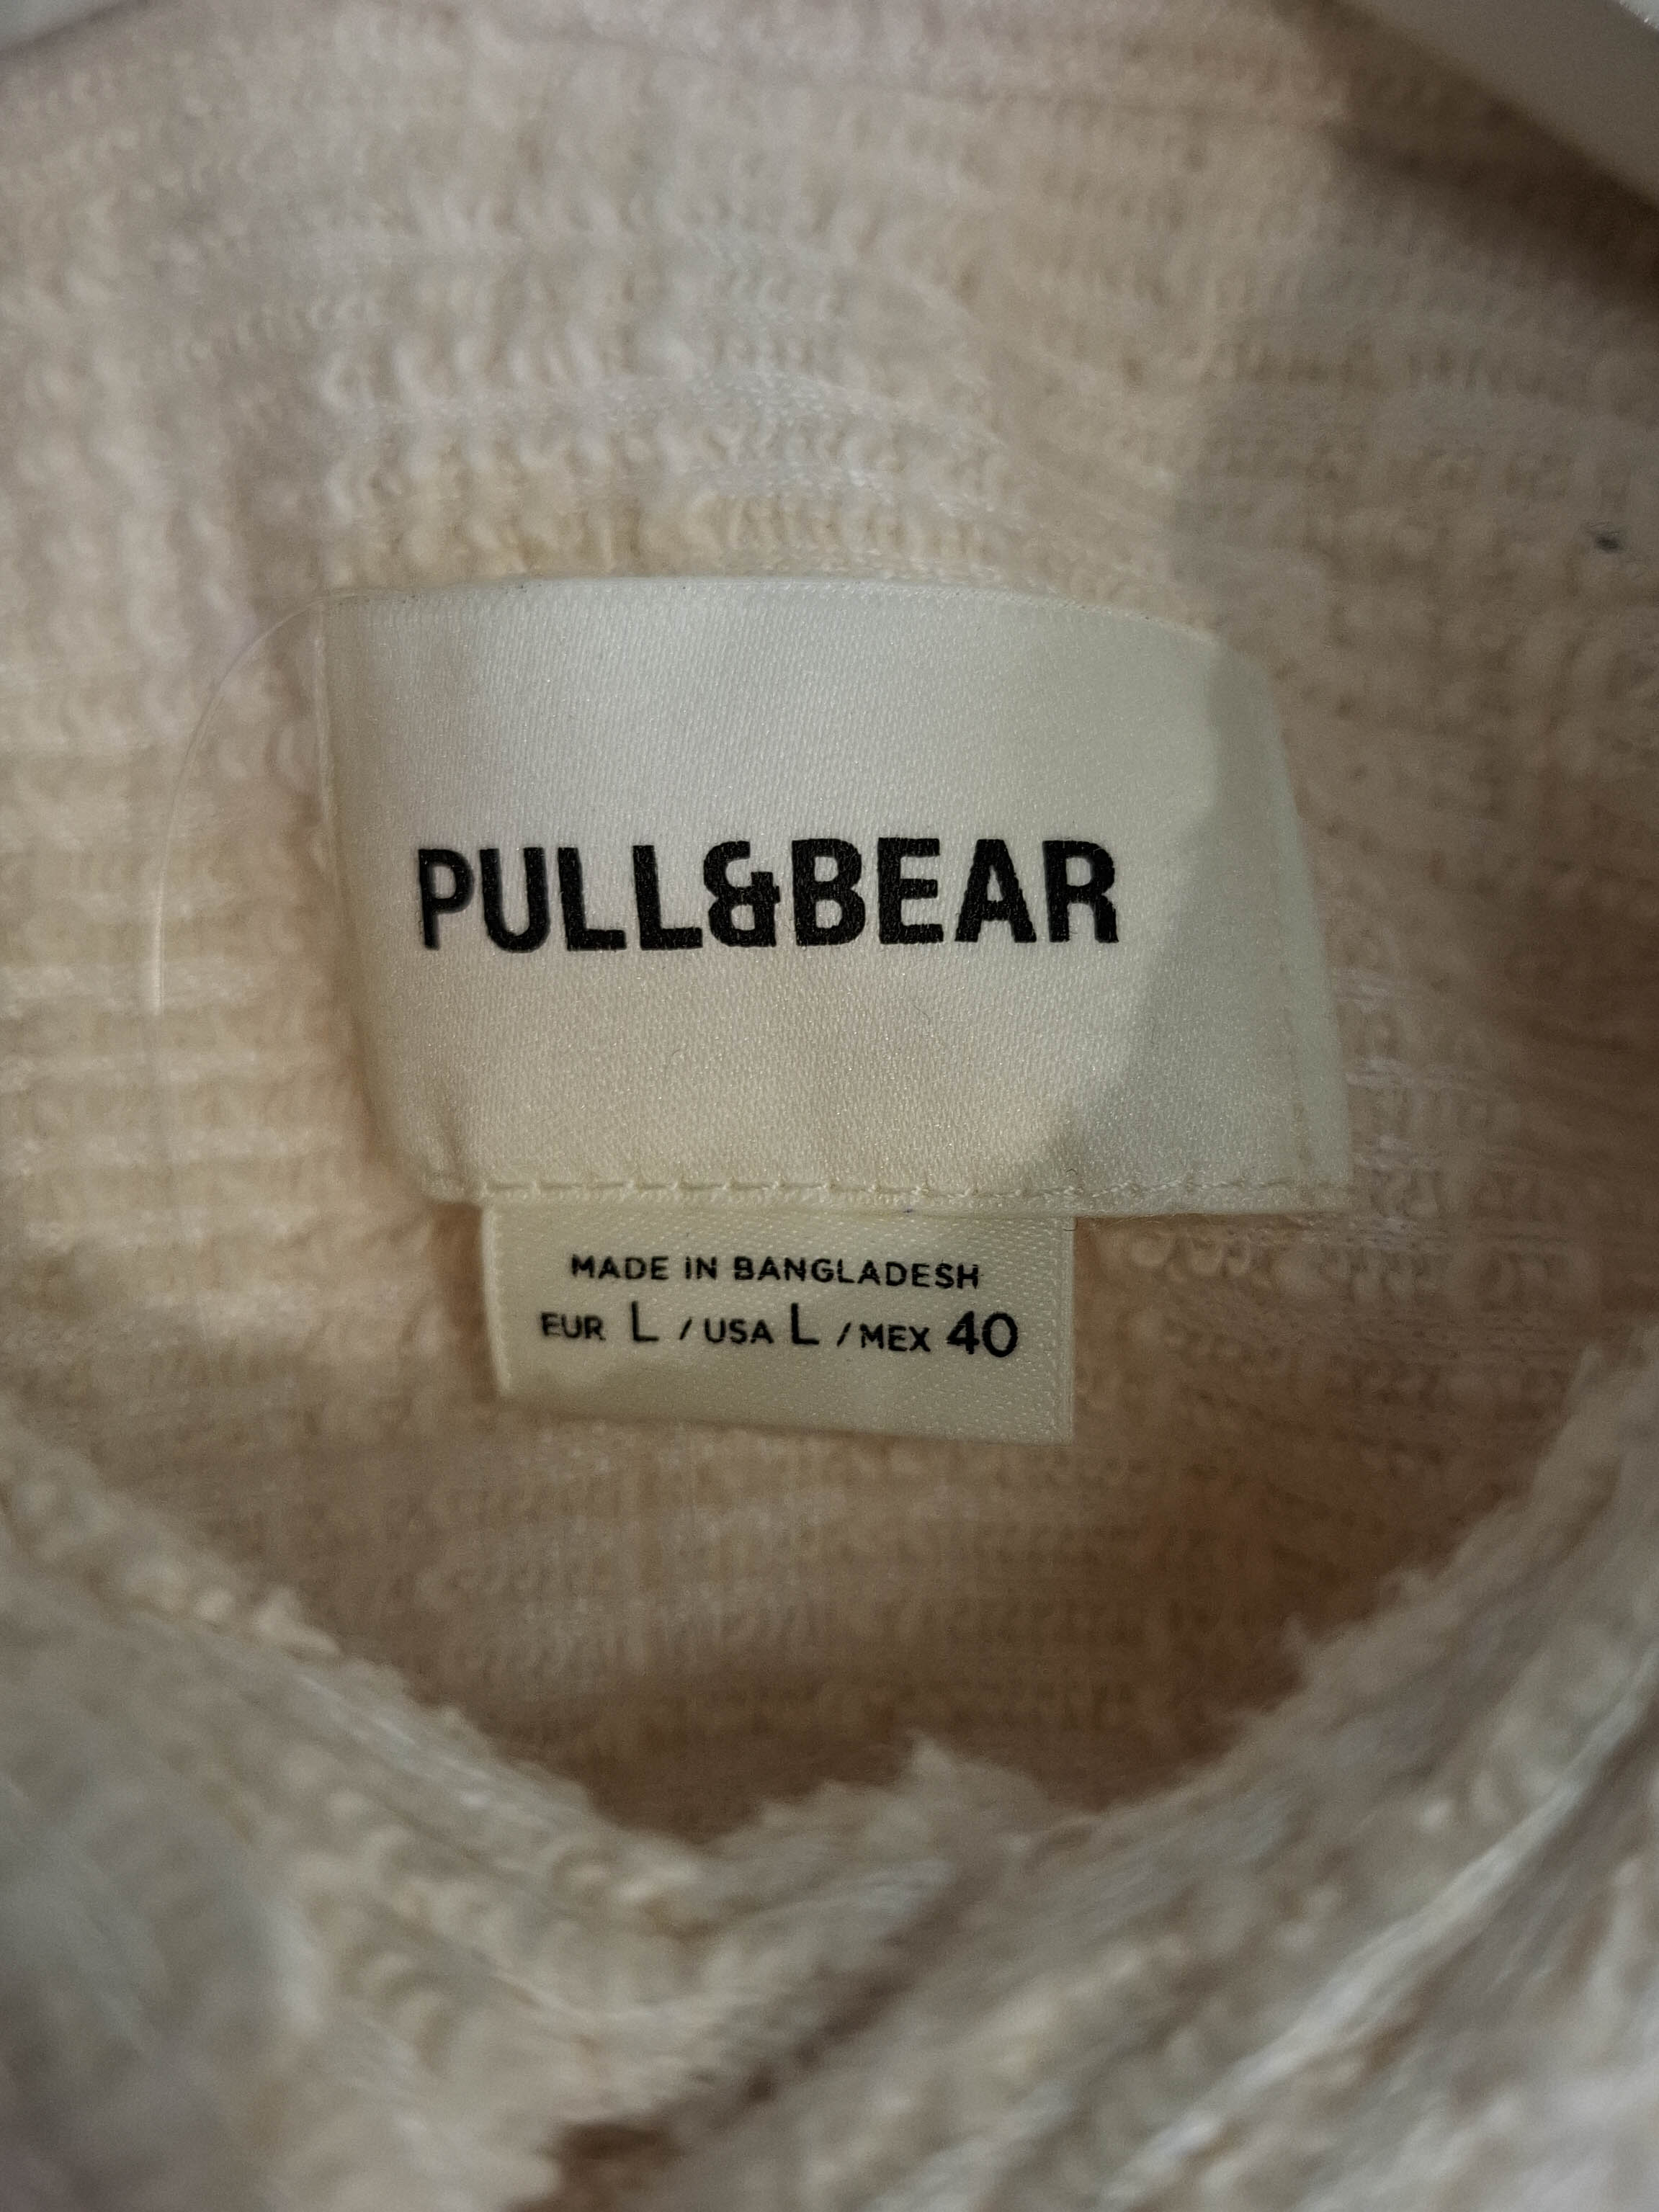 PULL&BEAR
MADE IN BANGLADESH
EUR L / USA L / MEX 40